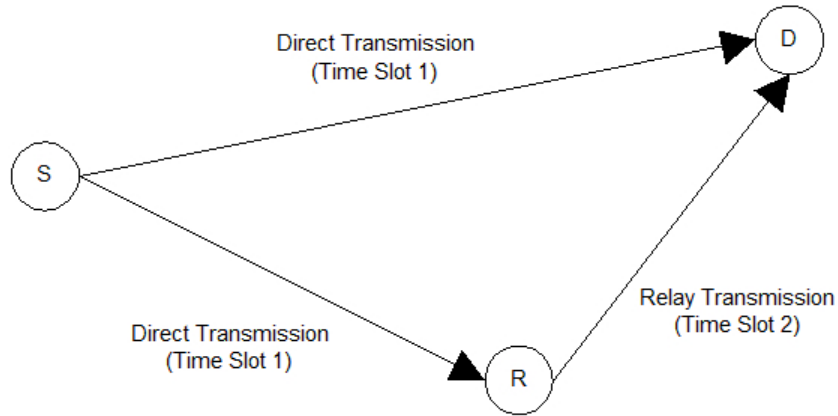 Direct Transmission
(Time Slot 1)
D
S
Direct Transmission
(Time Slot 1)
Relay Transmission
(Time Slot 2)
R